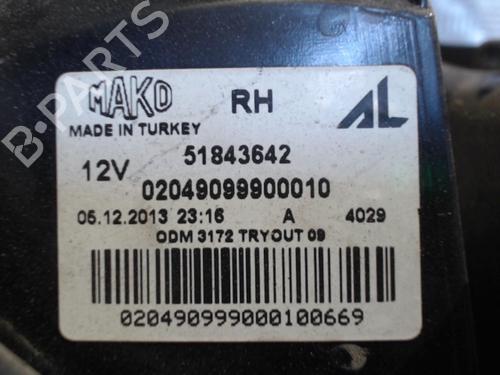 MAKO RH AL
MADE IN TURKEY
12V 51843642
02049099900010
05.12.2013 23:16 A 4029
ODM 3172 TRYOUT 09
020490999000100669
B-PARTS